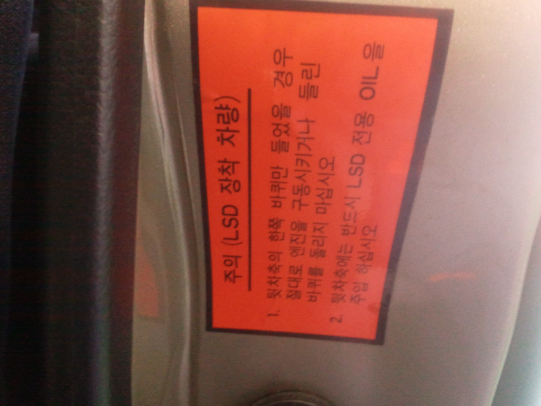 주의 (LSD 장착 차량)
1. 뒷차축의 한쪽 바퀴만 들었을 경우
절대로 엔진을 구동시키거나 들린
바퀴를 돌리지 마십시오
2. 뒷차축에는 반드시 LSD 전용 OIL을
주입 하십시오